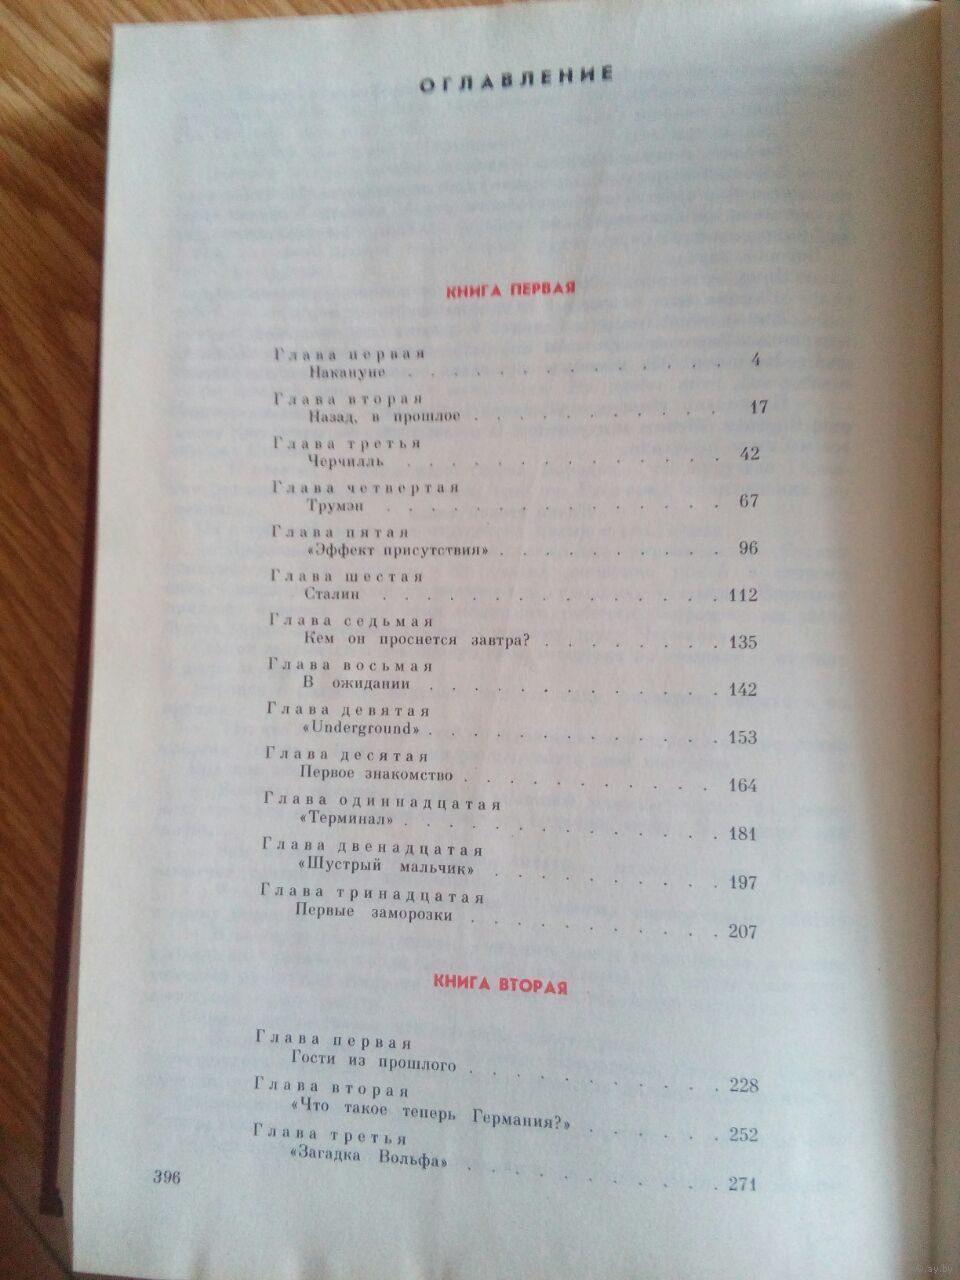 ОГЛАВЛЕНИЕ
КНИГА ПЕРВАЯ
Глава первая
Накануне . . . . . . . . . . . . . . 4
Глава вторая
Назад, в прошлое . . . . . . . . . . 17
Глава третья
Черчилль . . . . . . . . . . . . . . 42
Глава четвертая
Трумэн . . . . . . . . . . . . . . . 67
Глава пятая
«Эффект присутствия» . . . . . . . . . 96
Глава шестая
Сталин . . . . . . . . . . . . . . . 112
Глава седьмая
Кем он проснется завтра? . . . . . . . 135
Глава восьмая
В ожидании . . . . . . . . . . . . . 142
Глава девятая
«Underground» . . . . . . . . . . . . 153
Глава десятая
Первое знакомство . . . . . . . . . . 164
Глава одиннадцатая
«Терминал» . . . . . . . . . . . . . 181
Глава двенадцатая
«Шустрый мальчик» . . . . . . . . . 197
Глава тринадцатая
Первые заморозки . . . . . . . . . . 207
КНИГА ВТОРАЯ
Глава первая
Гости из прошлого . . . . . . . . . . 228
Глава вторая
«Что такое теперь Германия?» . . . . . 252
Глава третья
«Загадка Вольфа» . . . . . . . . . . 271
396
© ay.by